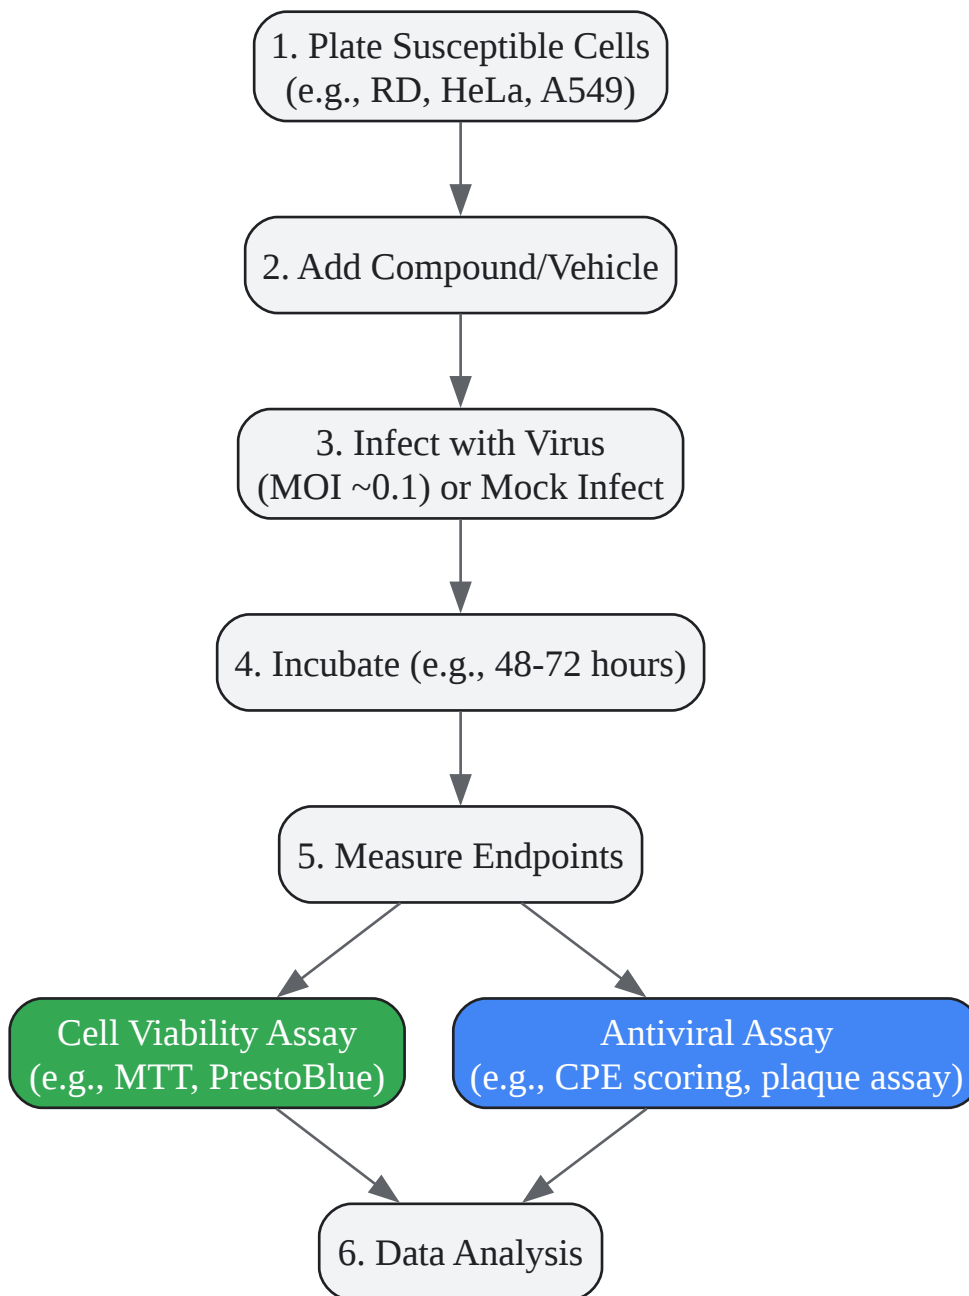 1. Plate Susceptible Cells
(e.g., RD, HeLa, A549)
2. Add Compound/Vehicle
3. Infect with Virus
(MOI ~0.1) or Mock Infect
4. Incubate (e.g., 48-72 hours)
5. Measure Endpoints
Cell Viability Assay
(e.g., MTT, PrestoBlue)
Antiviral Assay
(e.g., CPE scoring, plaque assay)
6. Data Analysis